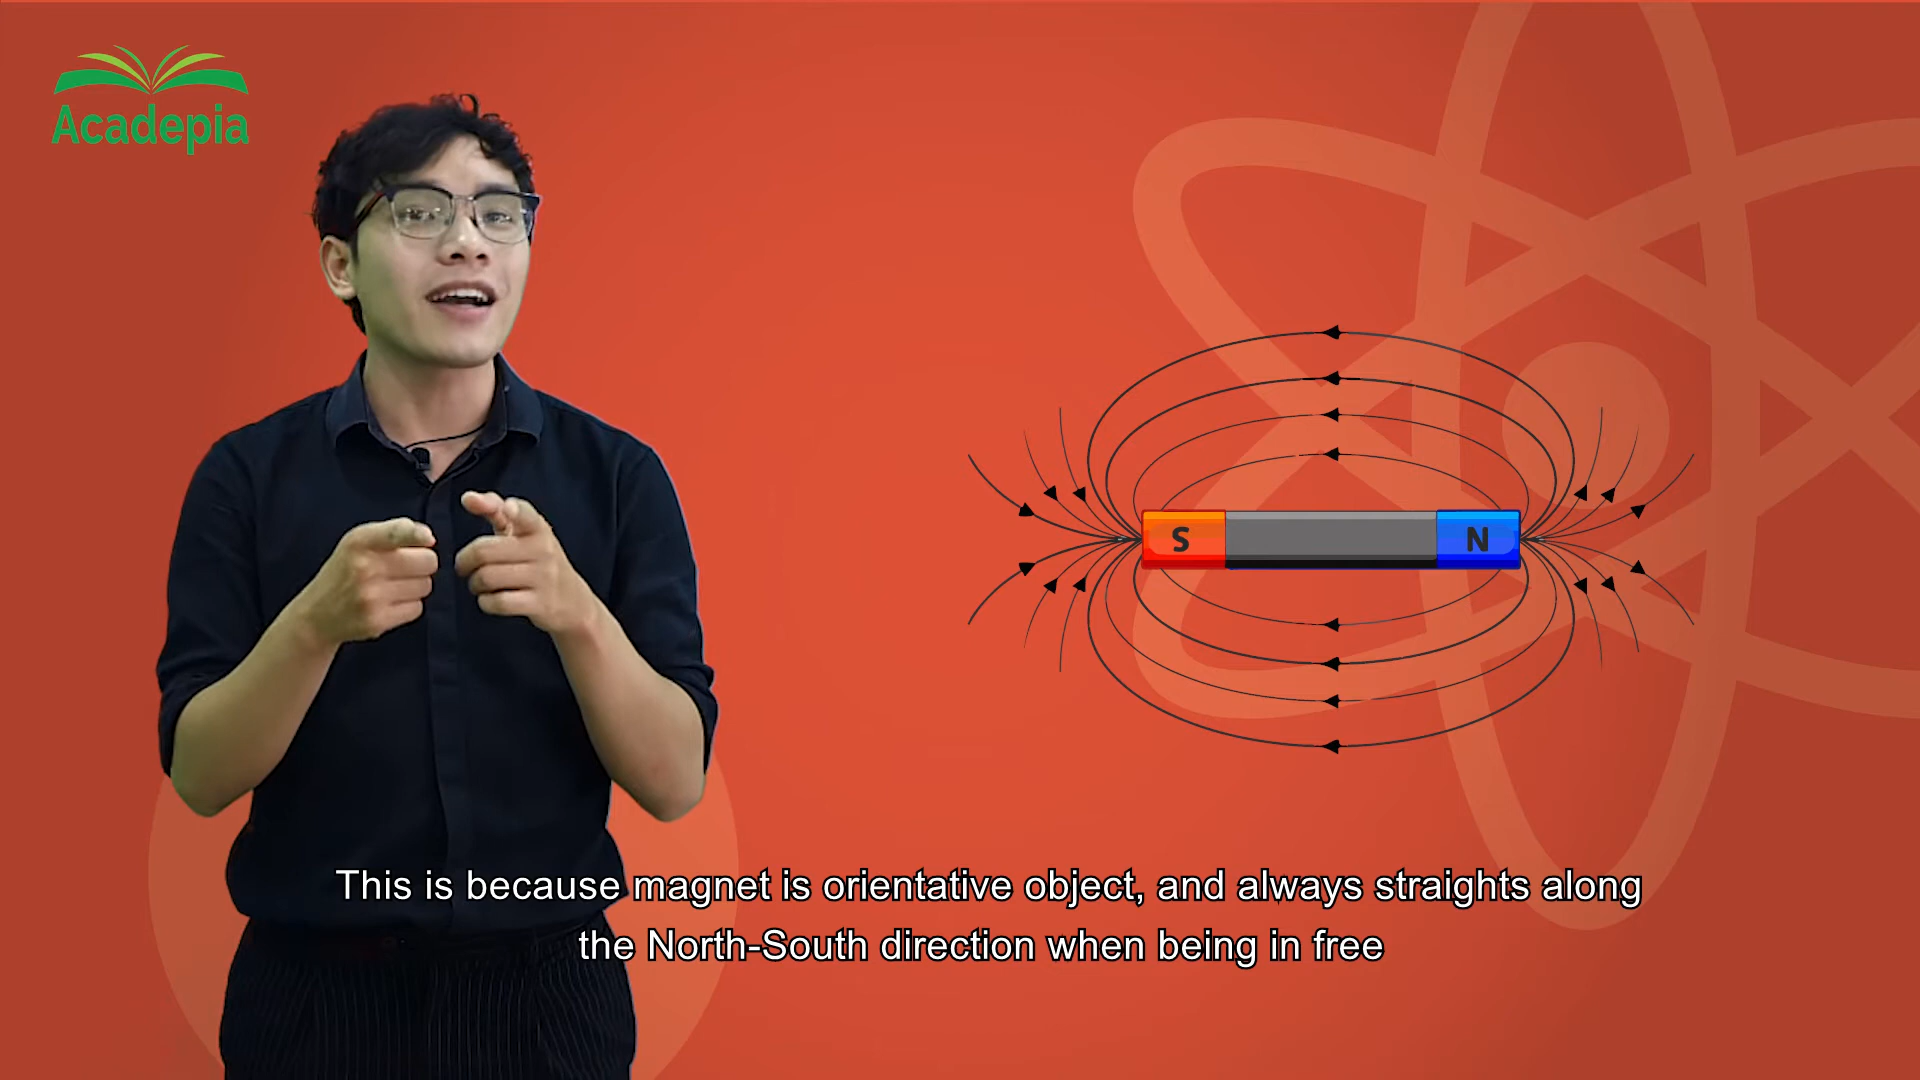 Acadepia
S
N
This is because magnet is orientative object, and always straights along
the North-South direction when being in free